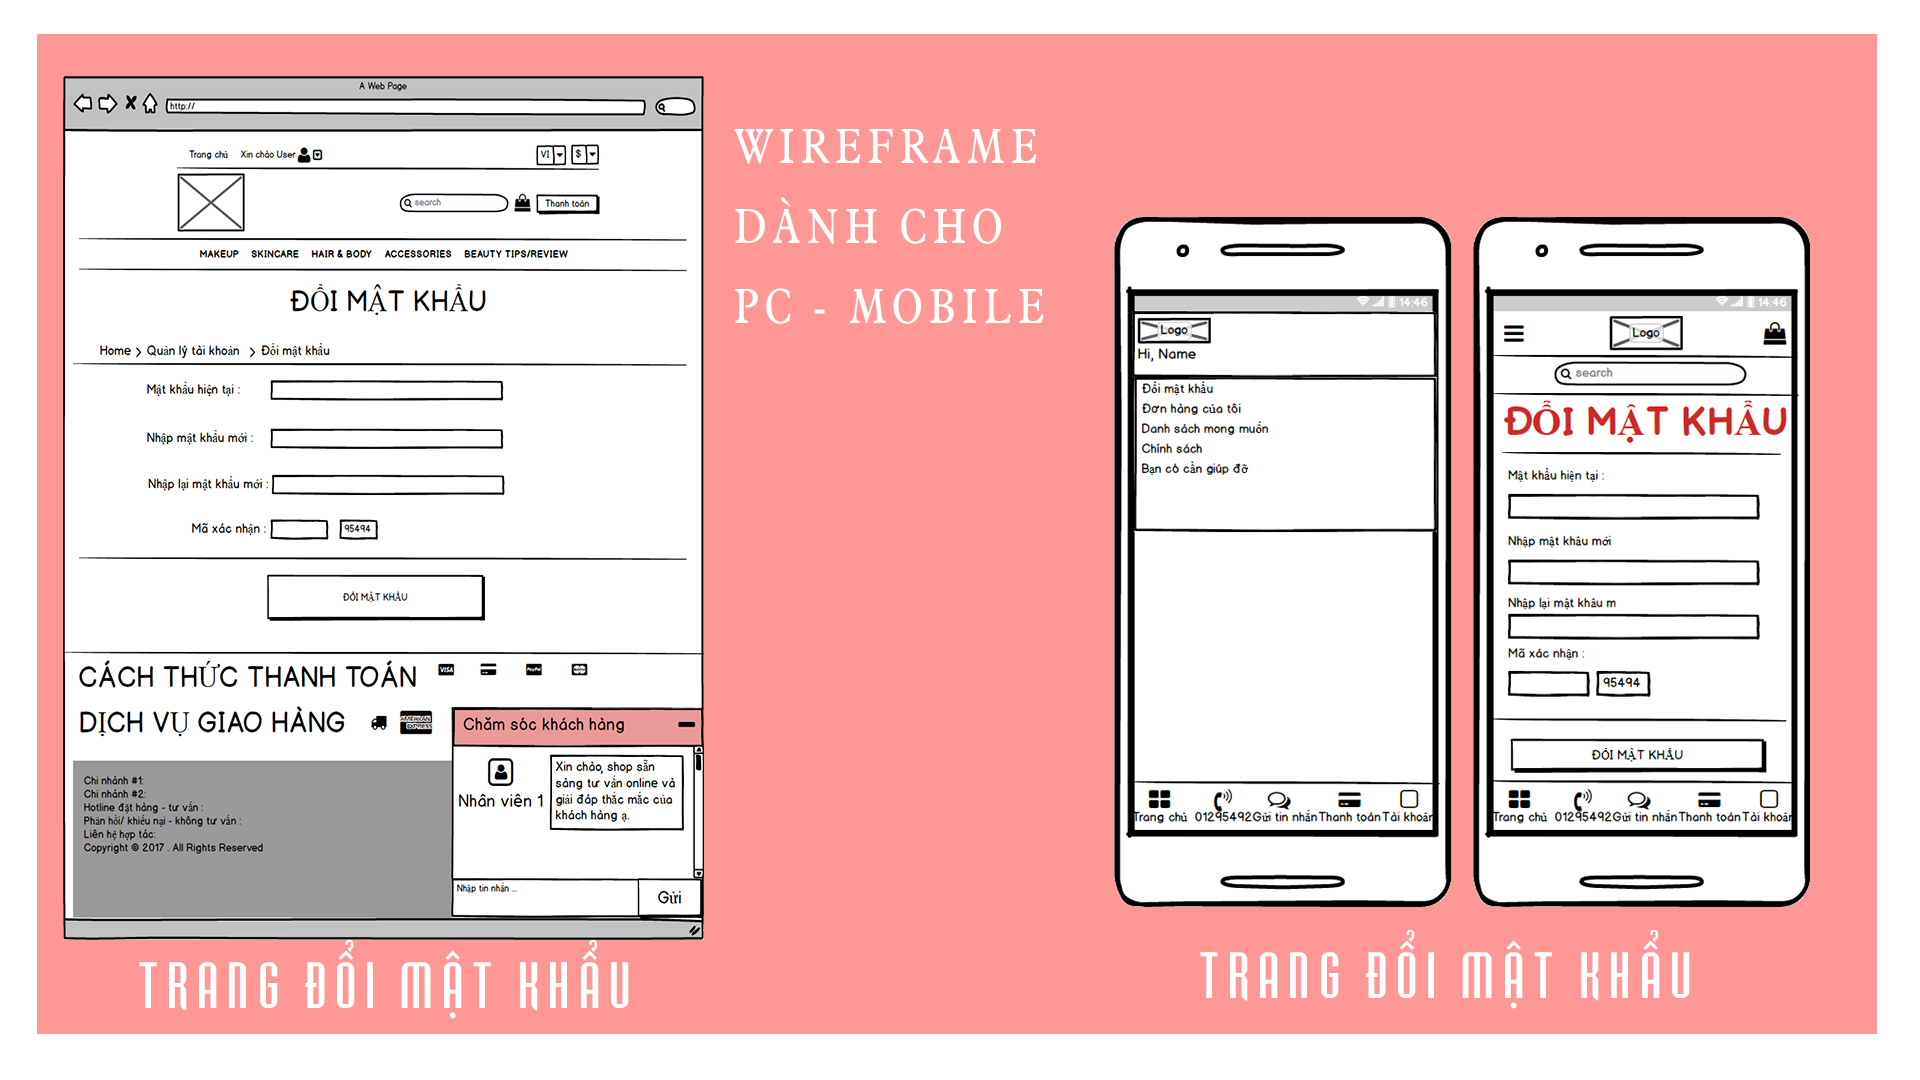 A Web Page
http://
Trang chủ Xin chào User
VI $
search
Thanh toán
MAKEUP SKINCARE HAIR & BODY ACCESSORIES BEAUTY TIPS/REVIEW
ĐỔI MẬT KHẨU
Home > Quản lý tài khoản > Đổi mật khẩu
Mật khẩu hiện tại :
Nhập mật khẩu mới :
Nhập lại mật khẩu mới :
Mã xác nhận : 95494
ĐỔI MẬT KHẨU
CÁCH THỨC THANH TOÁN VISA PayPal
DỊCH VỤ GIAO HÀNG AMERICAN EXPRESS
Chăm sóc khách hàng
Nhân viên 1
Xin chào, shop sẵn
sàng tư vấn online và
giải đáp thắc mắc của
khách hàng ạ.
Nhập tin nhắn ...
Gửi
Chi nhánh #1:
Chi nhánh #2:
Hotline đặt hàng - tư vấn :
Phản hồi/ khiếu nại - không tư vấn :
Liên hệ hợp tác:
Copyright © 2017 . All Rights Reserved
TRANG ĐỔI MẬT KHẨU
WIREFRAME
DÀNH CHO
PC - MOBILE
14:46
Logo
Hi, Name
Đổi mật khẩu
Đơn hàng của tôi
Danh sách mong muốn
Chính sách
Bạn có cần giúp đỡ
Trang chủ 01295492 Gửi tin nhắn Thanh toán Tài khoản
14:46
Logo
search
ĐỔI MẬT KHẨU
Mật khẩu hiện tại :
Nhập mật khẩu mới
Nhập lại mật khẩu m
Mã xác nhận :
95494
ĐỔI MẬT KHẨU
Trang chủ 01295492 Gửi tin nhắn Thanh toán Tài khoản
TRANG ĐỔI MẬT KHẨU